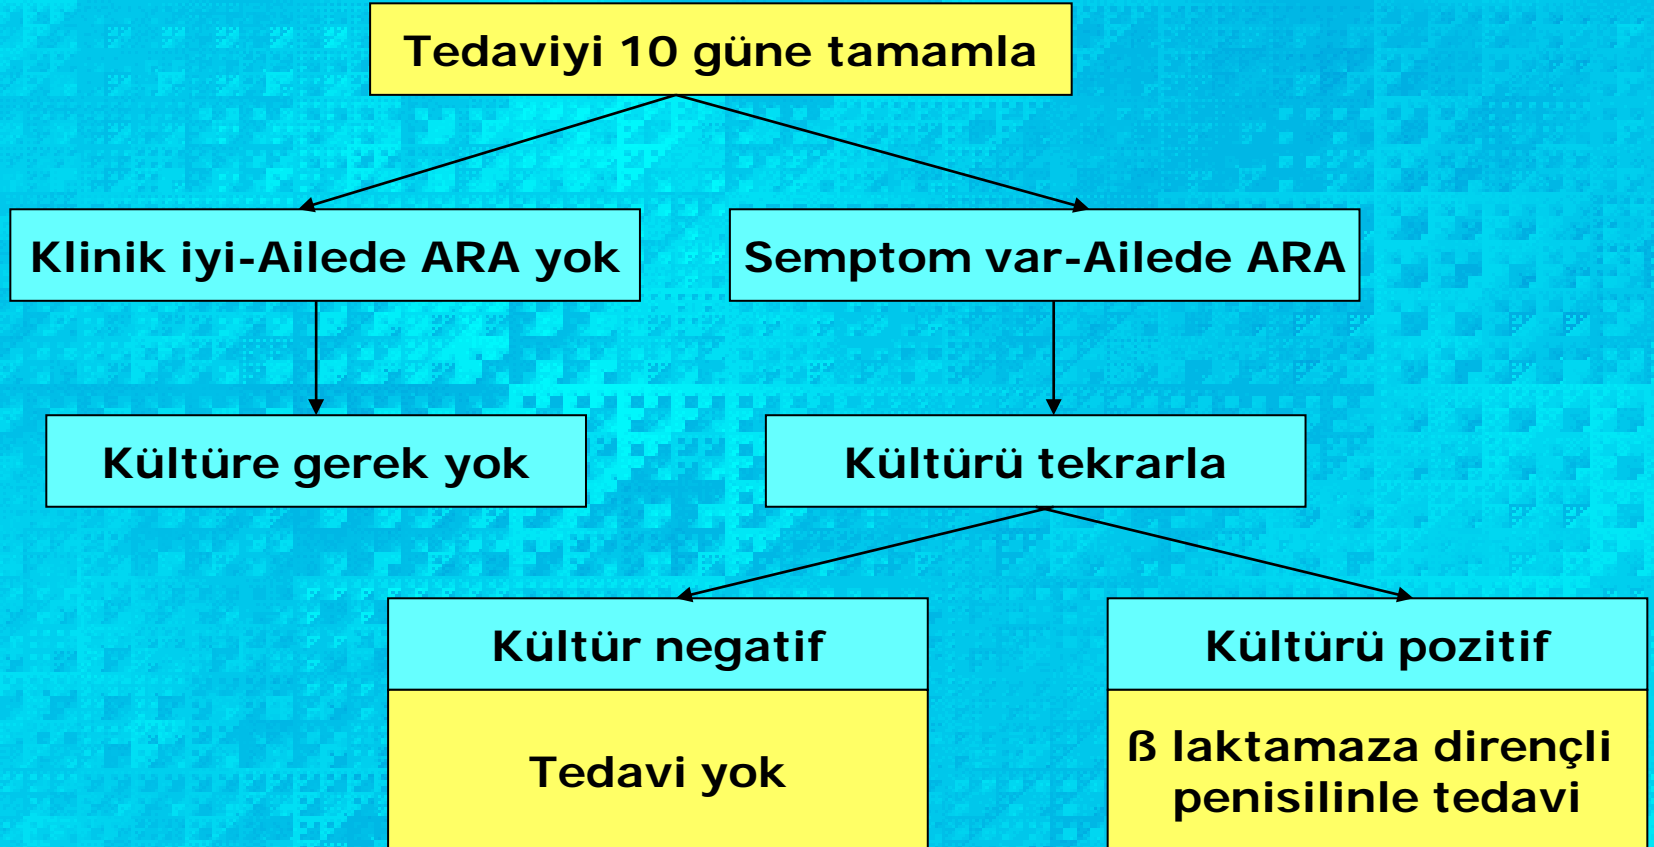 Tedaviyi 10 güne tamamla
Klinik iyi-Ailede ARA yok
Semptom var-Ailede ARA
Kültüre gerek yok
Kültürü tekrarla
Kültür negatif
Kültürü pozitif
Tedavi yok
ß laktamaza dirençli
penisilinle tedavi